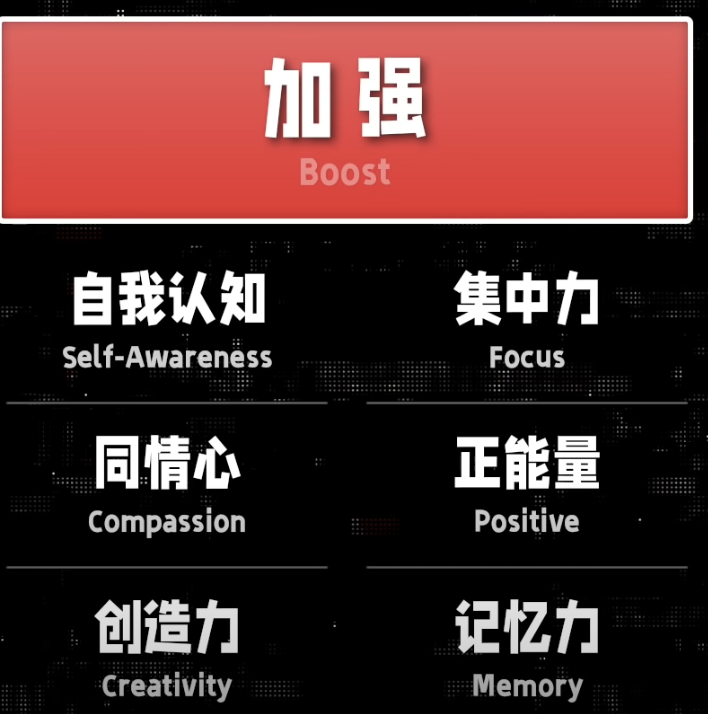 加强
Boost
自我认知 集中力
Self-Awareness Focus
同情心 正能量
Compassion Positive
创造力 记忆力
Creativity Memory